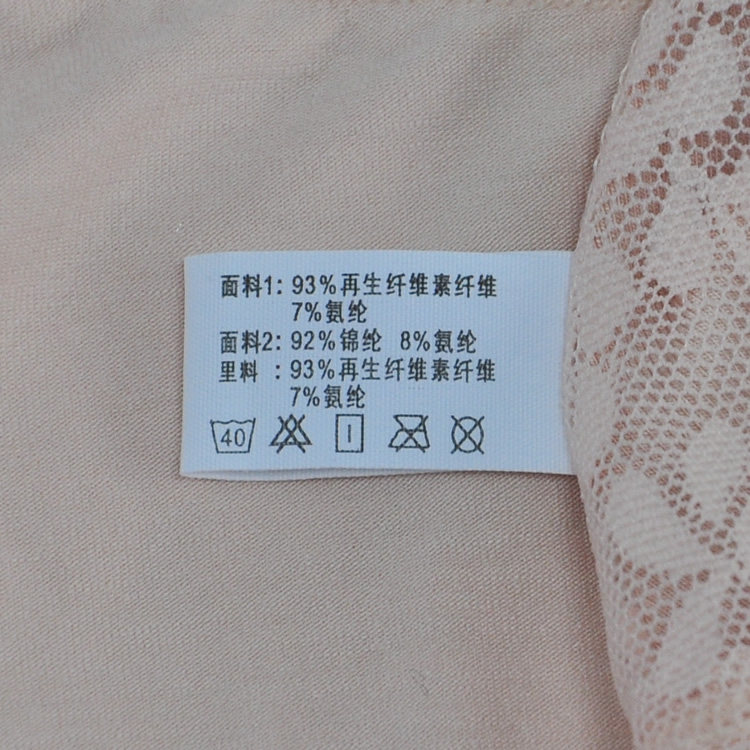 面料1: 93%再生纤维素纤维
7%氨纶
面料2: 92%锦纶 8%氨纶
里料 : 93%再生纤维素纤维
7%氨纶
40